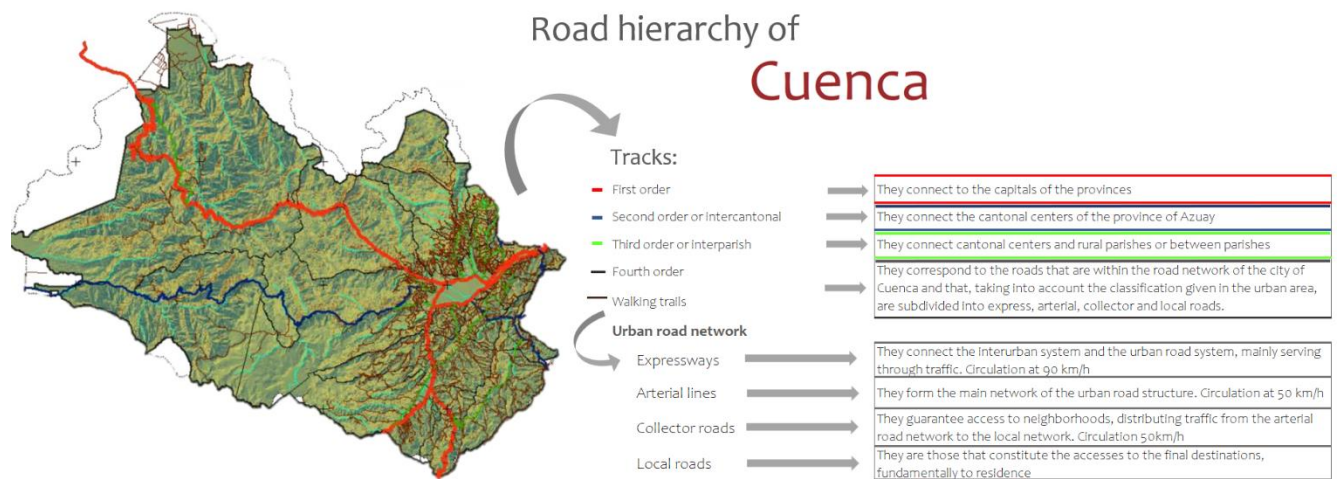 Road hierarchy of
Cuenca
Tracks:
First order
They connect to the capitals of the provinces
Second order or intercantonal
They connect the cantonal centers of the province of Azuay
Third order or interparish
They connect cantonal centers and rural parishes or between parishes
Fourth order
Walking trails
They correspond to the roads that are within the road network of the city of
Cuenca and that, taking into account the classification given in the urban area,
are subdivided into express, arterial, collector and local roads.
Urban road network
Expressways
They connect the interurban system and the urban road system, mainly serving
through traffic. Circulation at 90 km/h
Arterial lines
They form the main network of the urban road structure. Circulation at 50 km/h
Collector roads
They guarantee access to neighborhoods, distributing traffic from the arterial
road network to the local network. Circulation 50km/h
Local roads
They are those that constitute the accesses to the final destinations,
fundamentally to residence